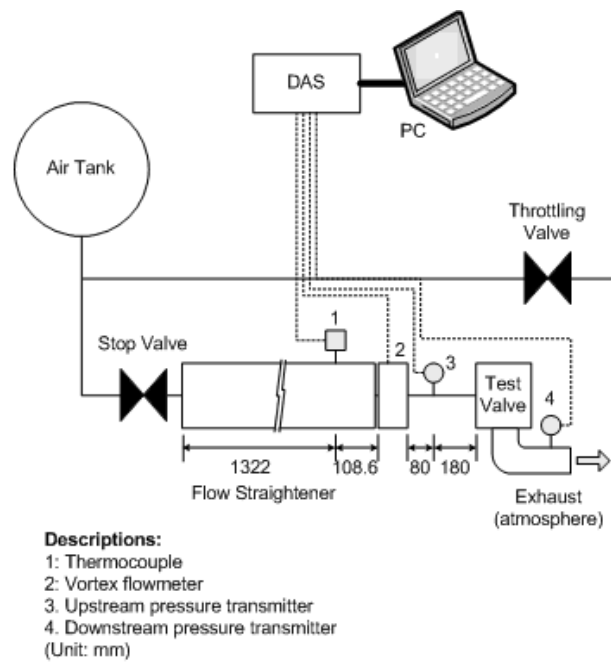 DAS
PC
Air Tank
Throttling
Valve
Stop Valve
1
2
3
Test
Valve
4
1322
108.6
80
180
Flow Straightener
Exhaust
(atmosphere)
Descriptions:
1: Thermocouple
2: Vortex flowmeter
3. Upstream pressure transmitter
4. Downstream pressure transmitter
(Unit: mm)